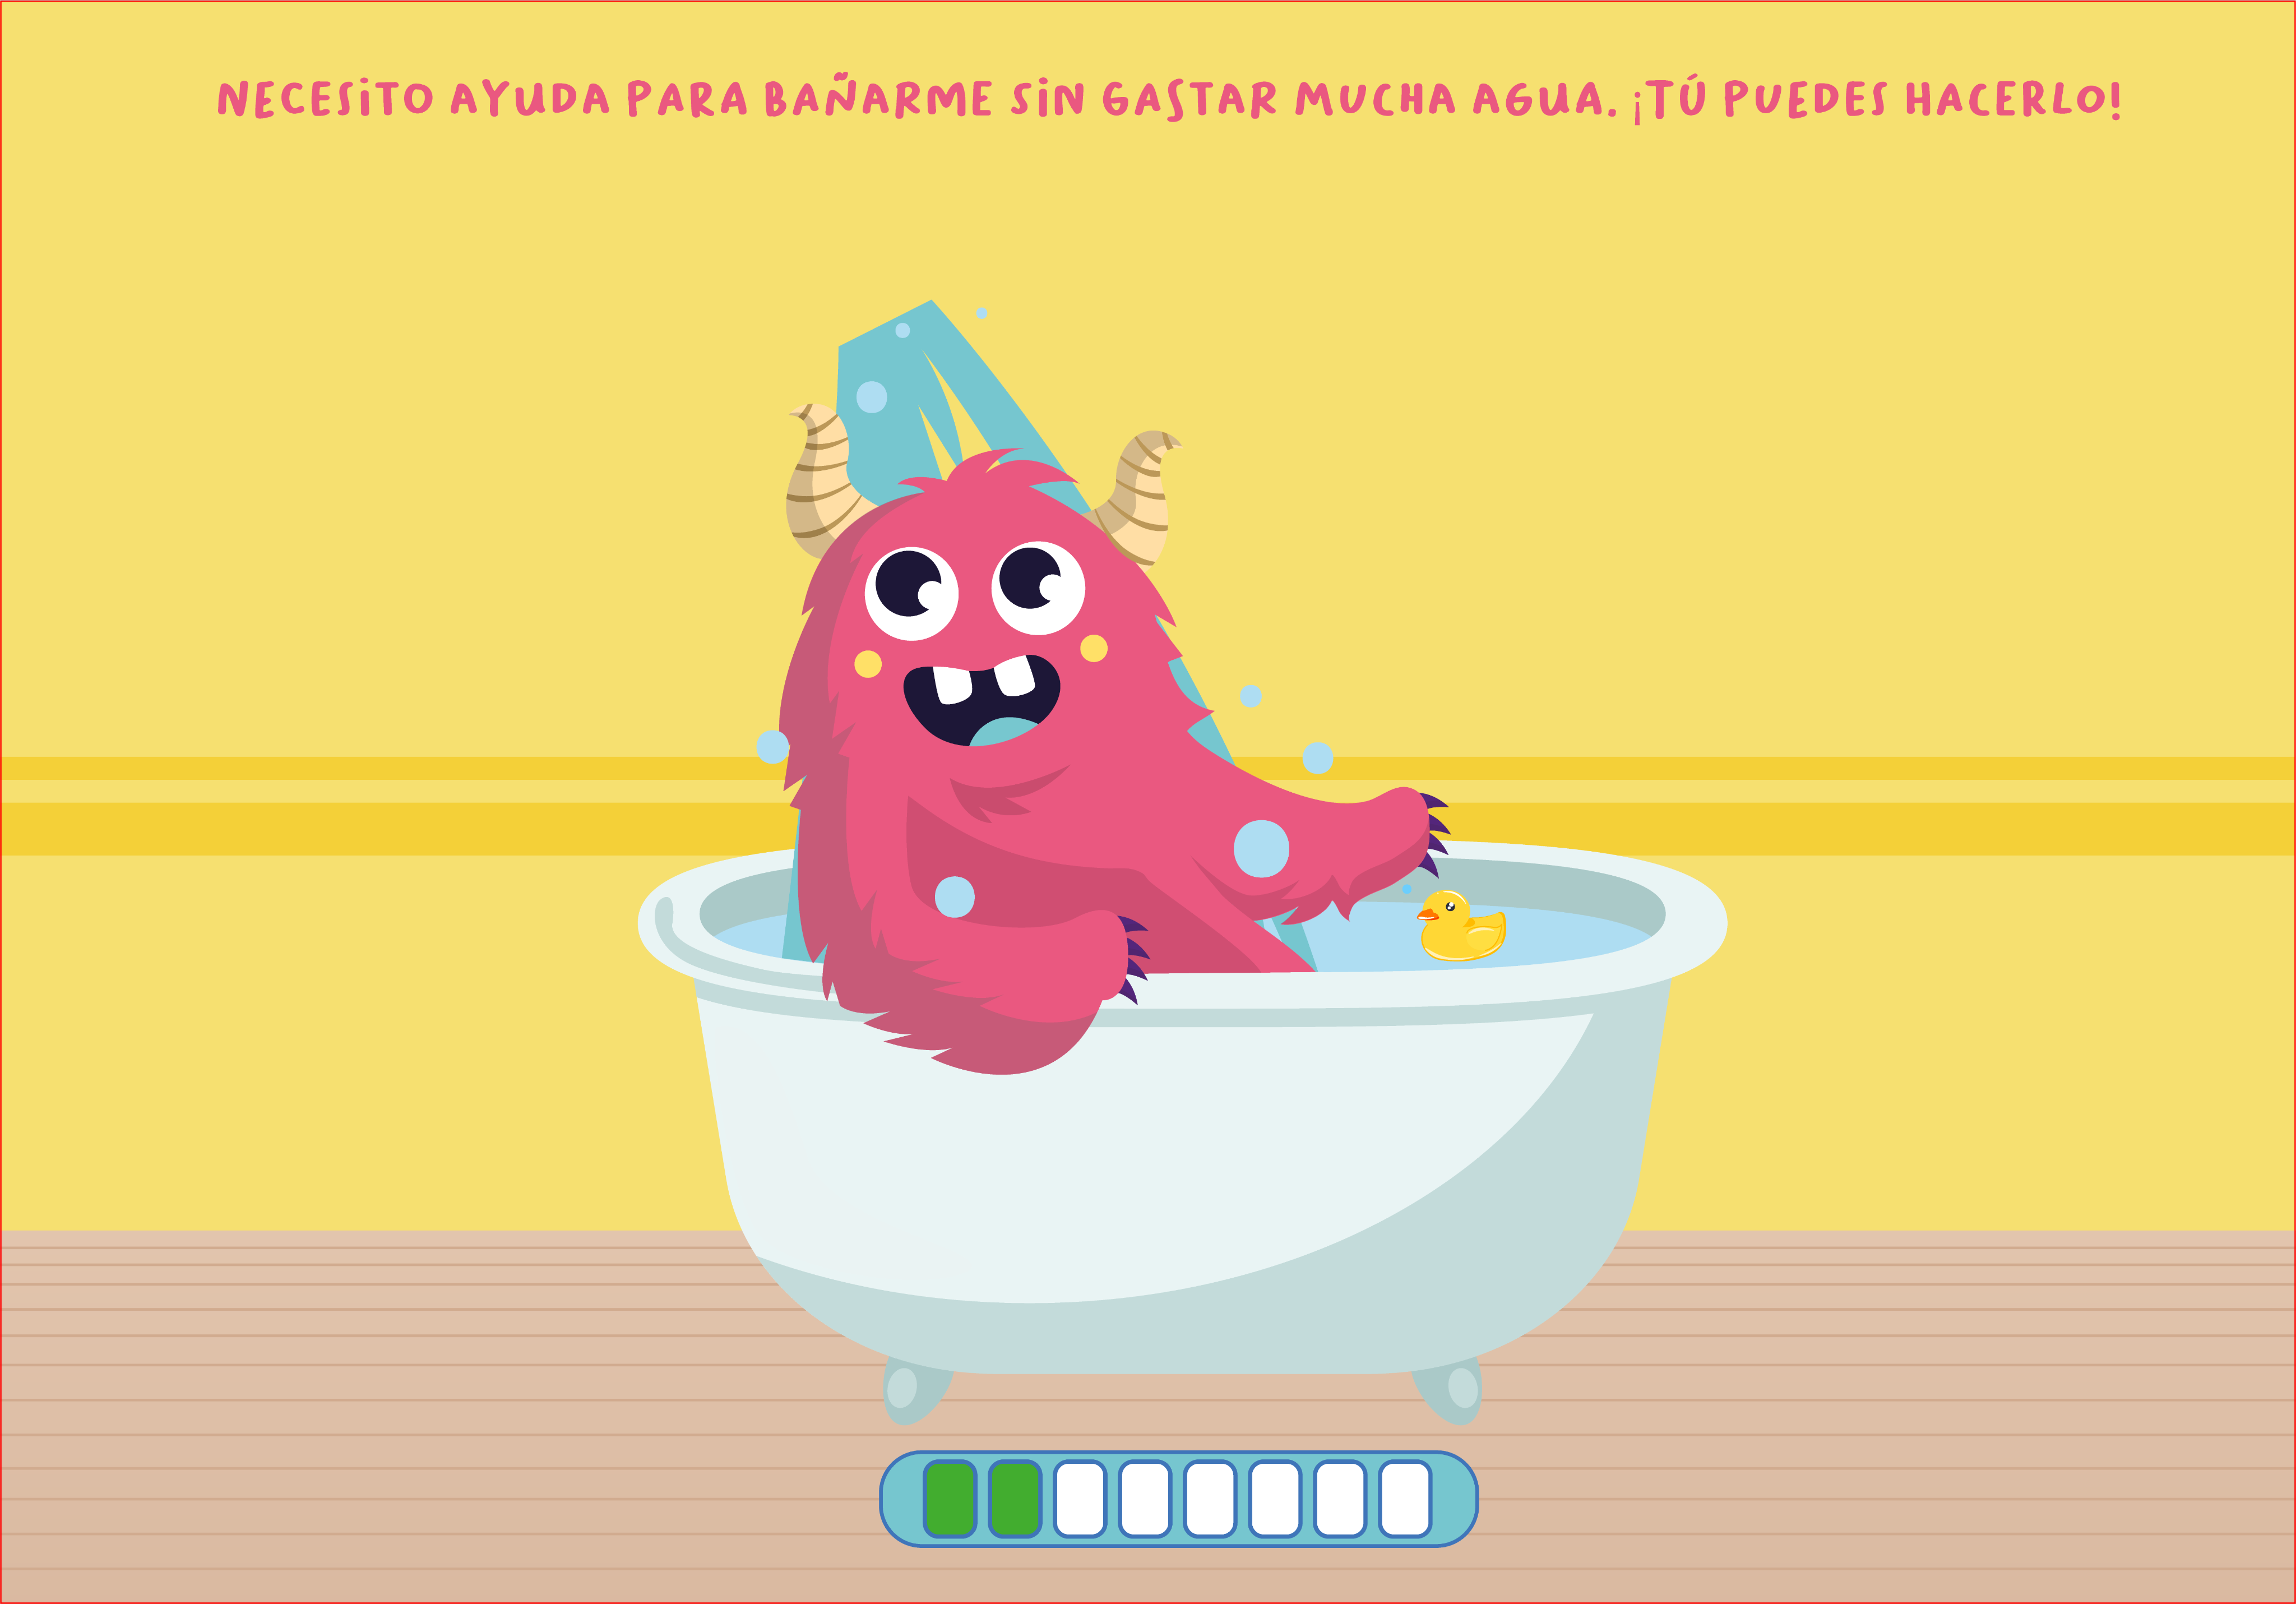 NECESITO AYUDA PARA BAÑARME SIN GASTAR MUCHA AGUA. ¡TÚ PUEDES HACERLO!